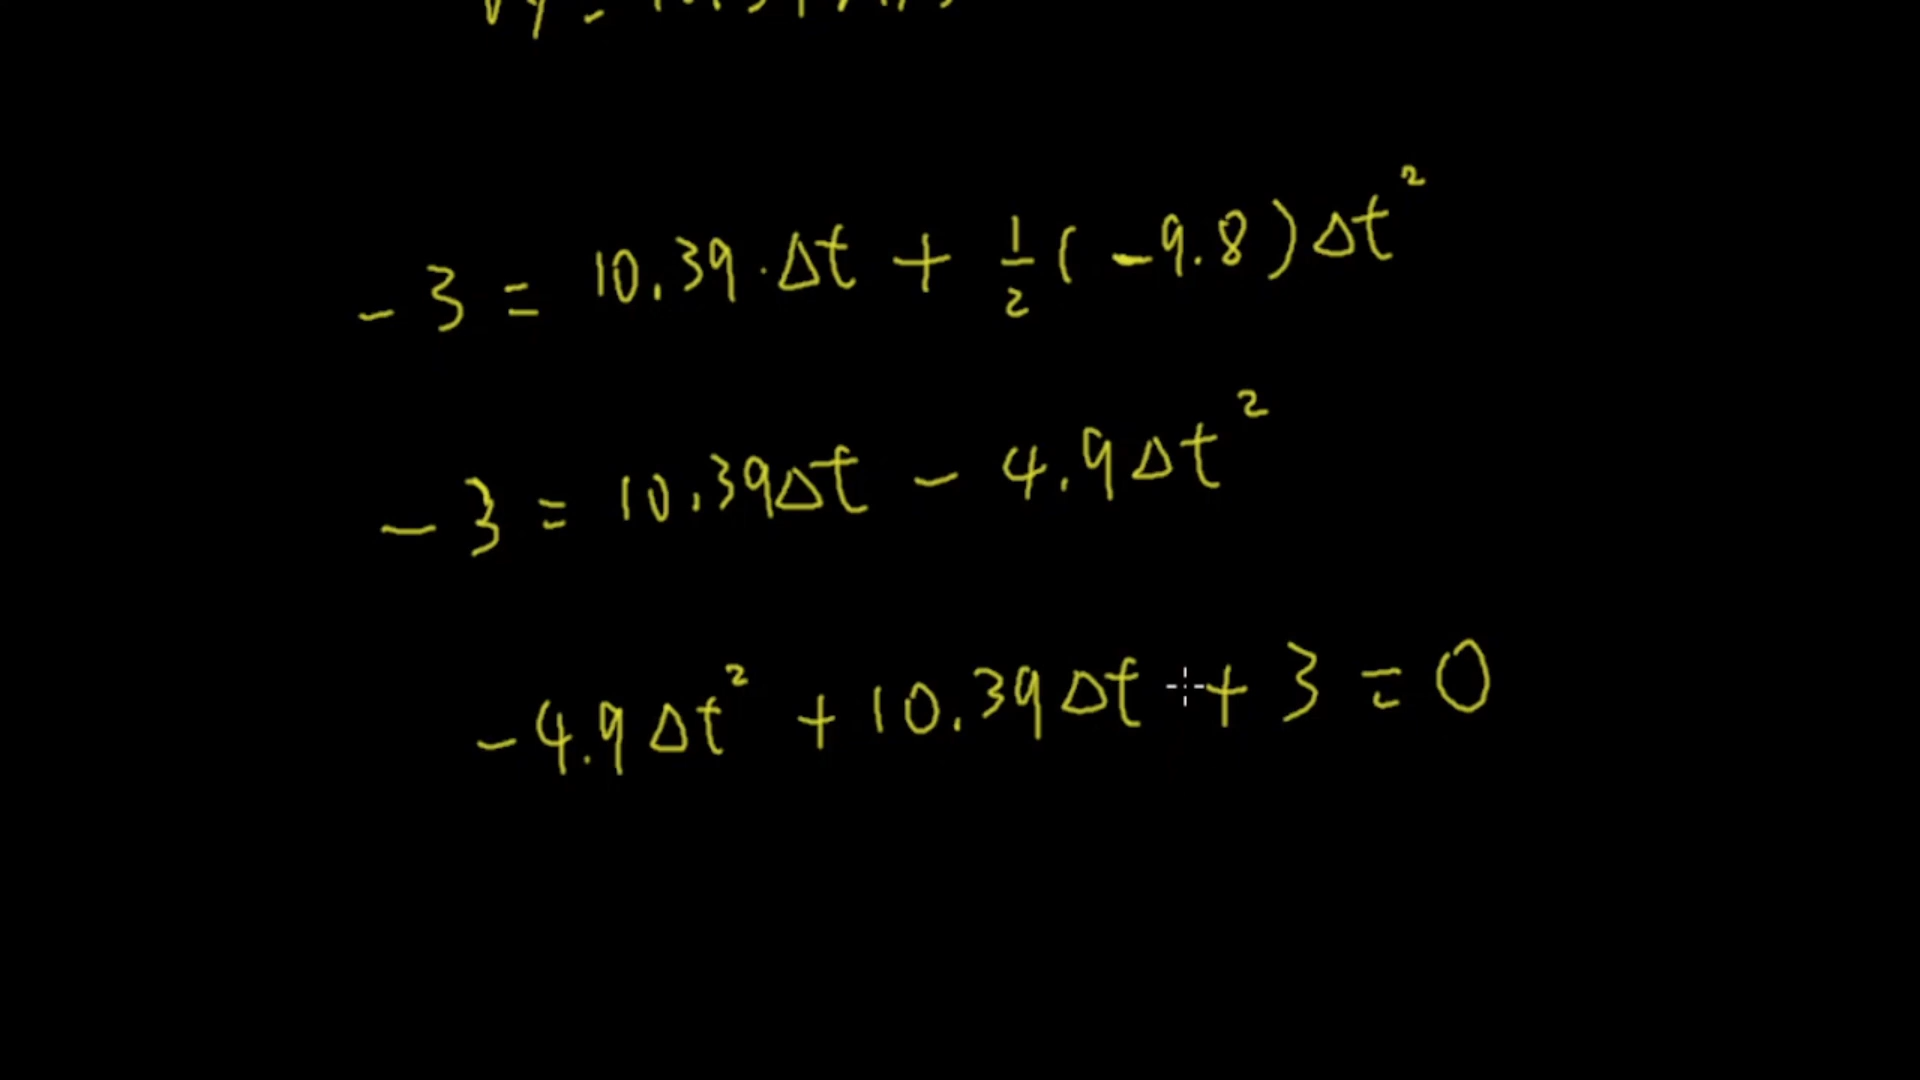 -3 = 10.39·Δt + 1/2(-9.8)Δt²
-3 = 10.39Δt - 4.9Δt²
-4.9Δt² + 10.39Δt + 3 = 0